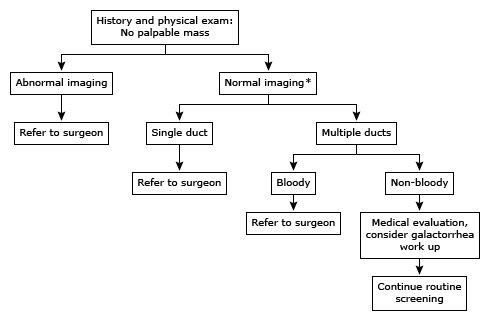 History and physical exam:
No palpable mass
Abnormal imaging
Normal imaging*
Refer to surgeon
Single duct
Multiple ducts
Refer to surgeon
Bloody
Non-bloody
Refer to surgeon
Medical evaluation,
consider galactorrhea
work up
Continue routine
screening